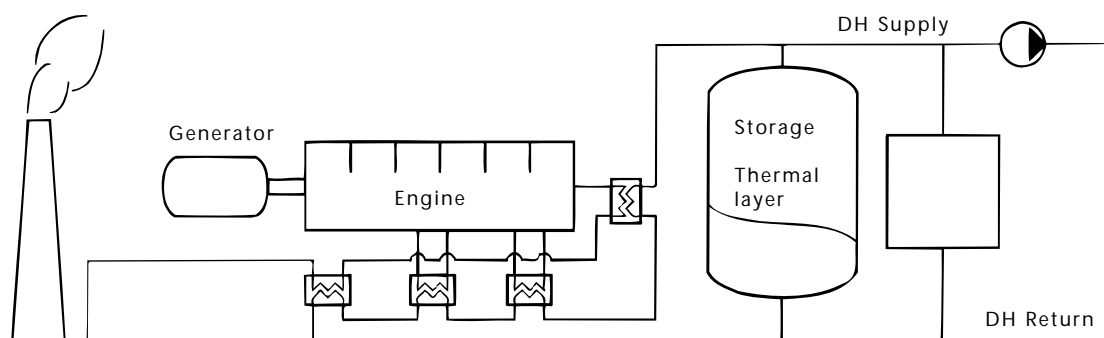 DH Supply
Generator
Storage
Thermal
layer
Engine
DH Return